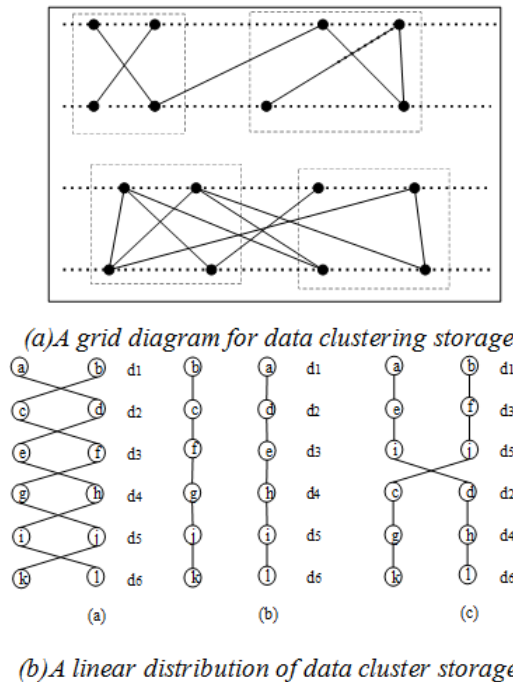 (a)A grid diagram for data clustering storage
a b d1 b a a b d1
c d d2 c d d2 e f d3
e f d3 f e d3 i j d5
g h d4 g h d4 c d d2
i j d5 j i d5 g h d4
k l d6 k l d6 k l d6
(a) (b) (c)
(b)A linear distribution of data cluster storage